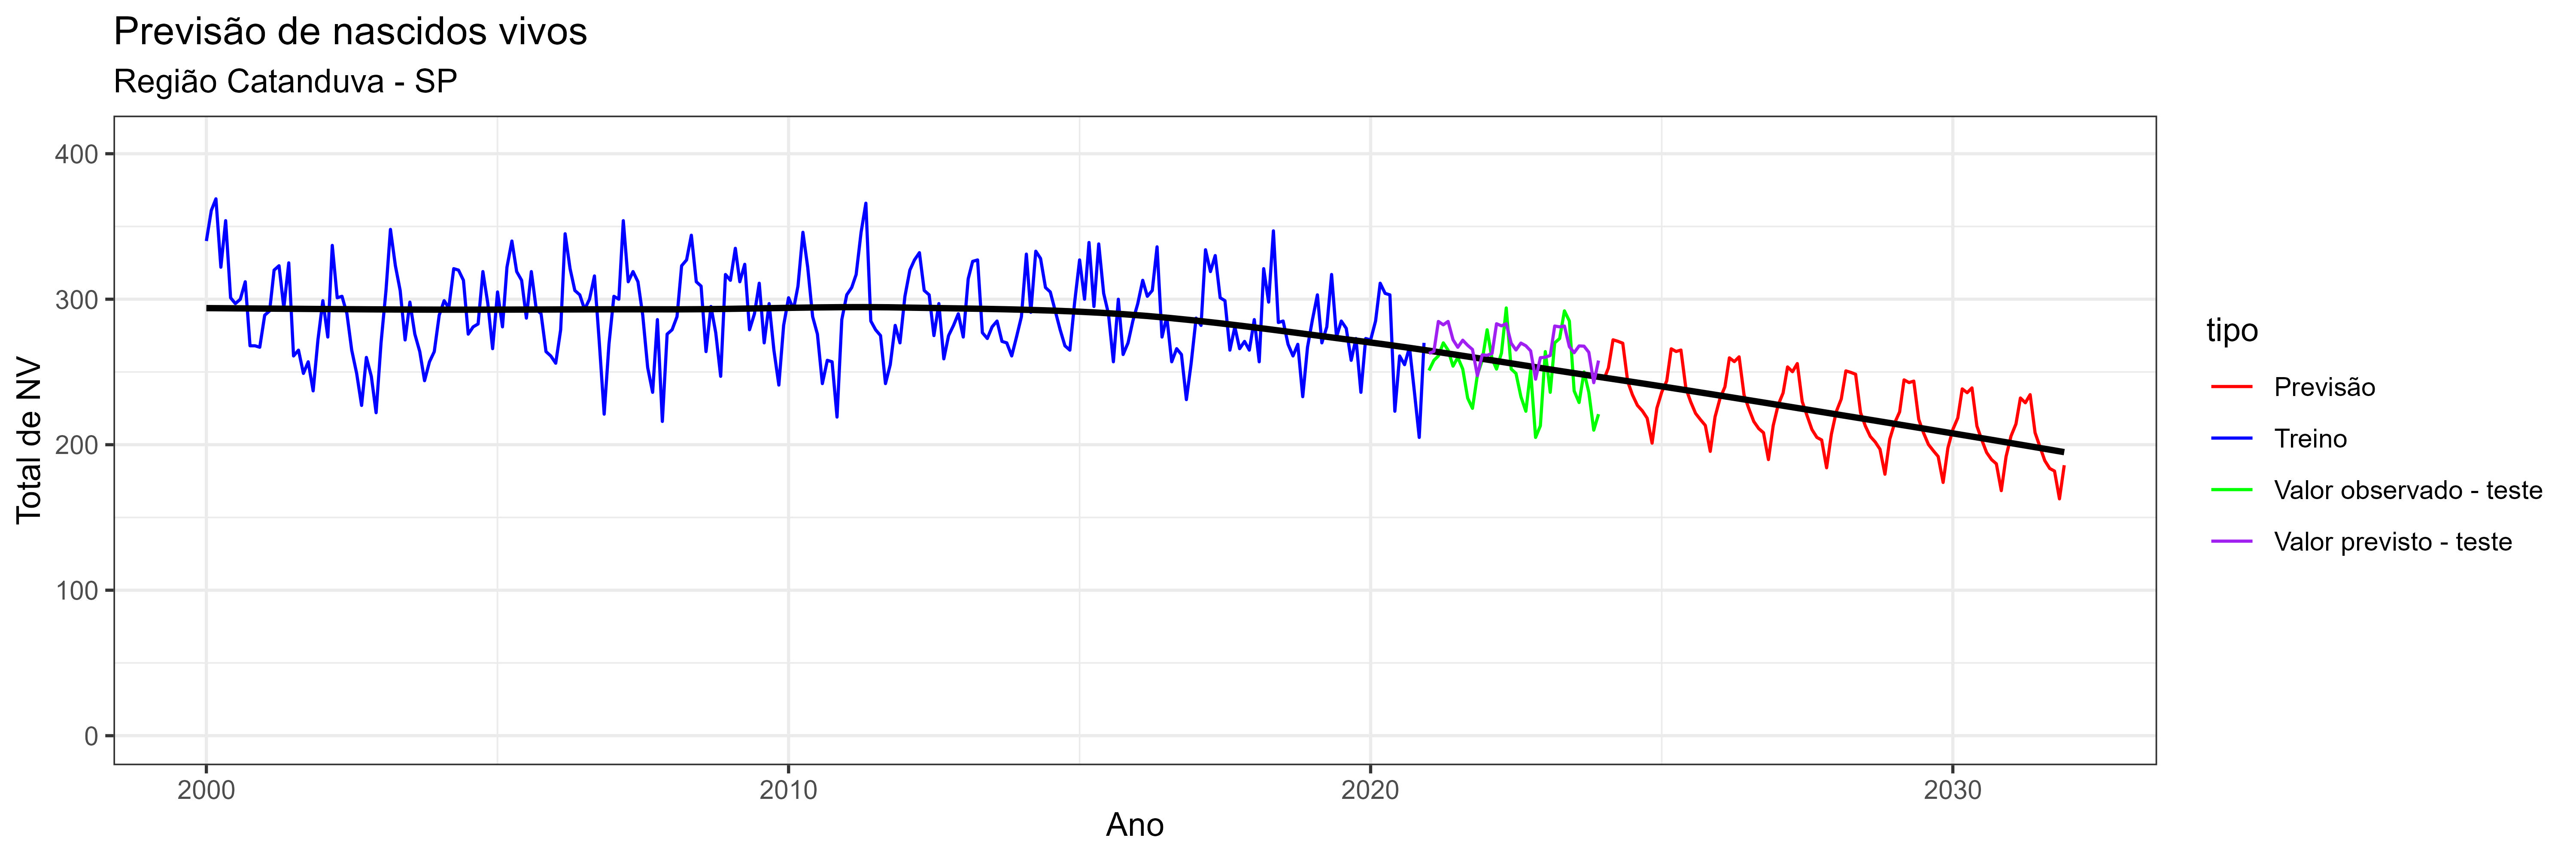 Previsão de nascidos vivos
Região Catanduva - SP
Total de NV
400
300
200
100
0
2000
2010
2020
2030
Ano
tipo
Previsão
Treino
Valor observado - teste
Valor previsto - teste